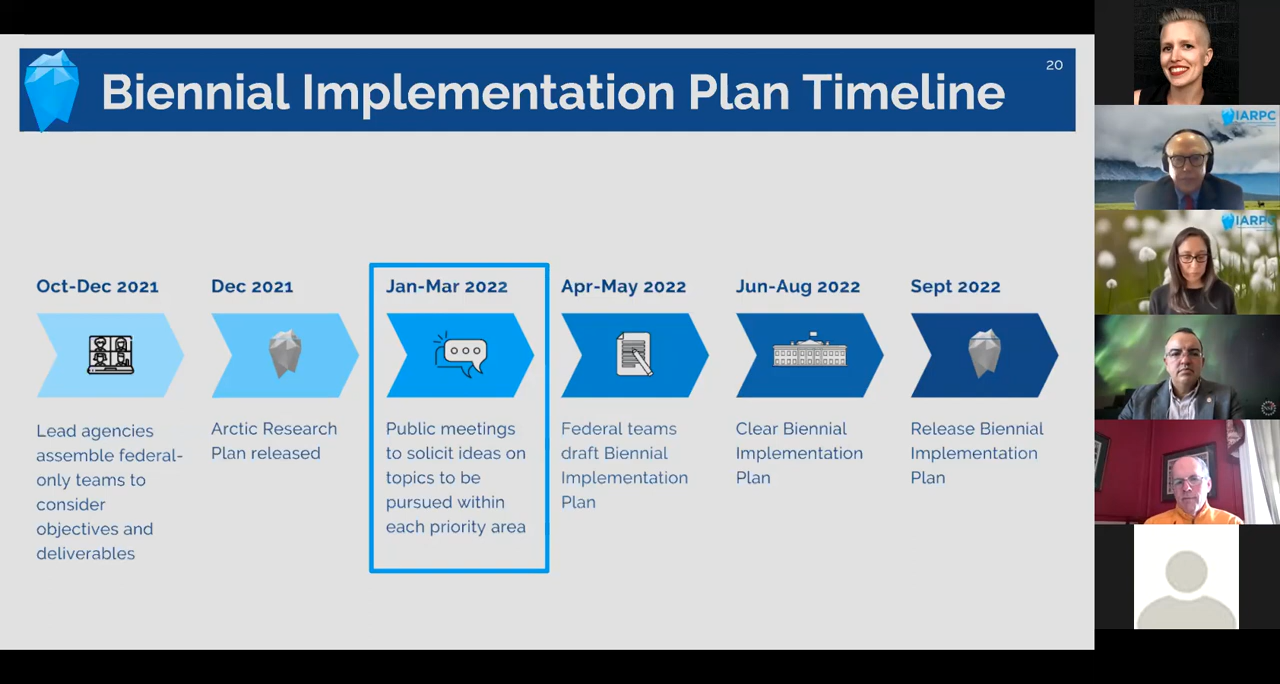 Biennial Implementation Plan Timeline
20
Oct-Dec 2021
Lead agencies
assemble federal-
only teams to
consider
objectives and
deliverables
Dec 2021
Arctic Research
Plan released
Jan-Mar 2022
Public meetings
to solicit ideas on
topics to be
pursued within
each priority area
Apr-May 2022
Federal teams
draft Biennial
Implementation
Plan
Jun-Aug 2022
Clear Biennial
Implementation
Plan
Sept 2022
Release Biennial
Implementation
Plan
IARPC
IARPC